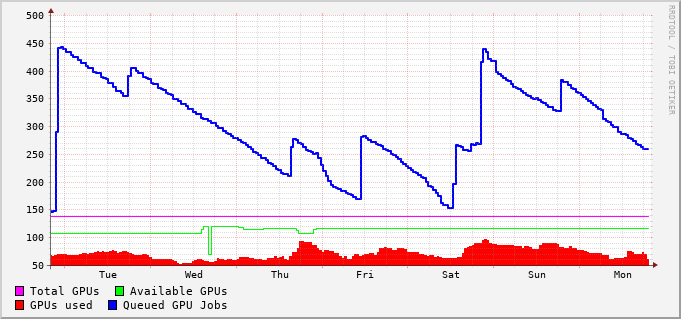 500
450
400
350
300
250
200
150
100
50
Tue Wed Thu Fri Sat Sun Mon
Total GPUs Available GPUs
GPUs used Queued GPU Jobs
RRDTOOL / TOBI OETIKER